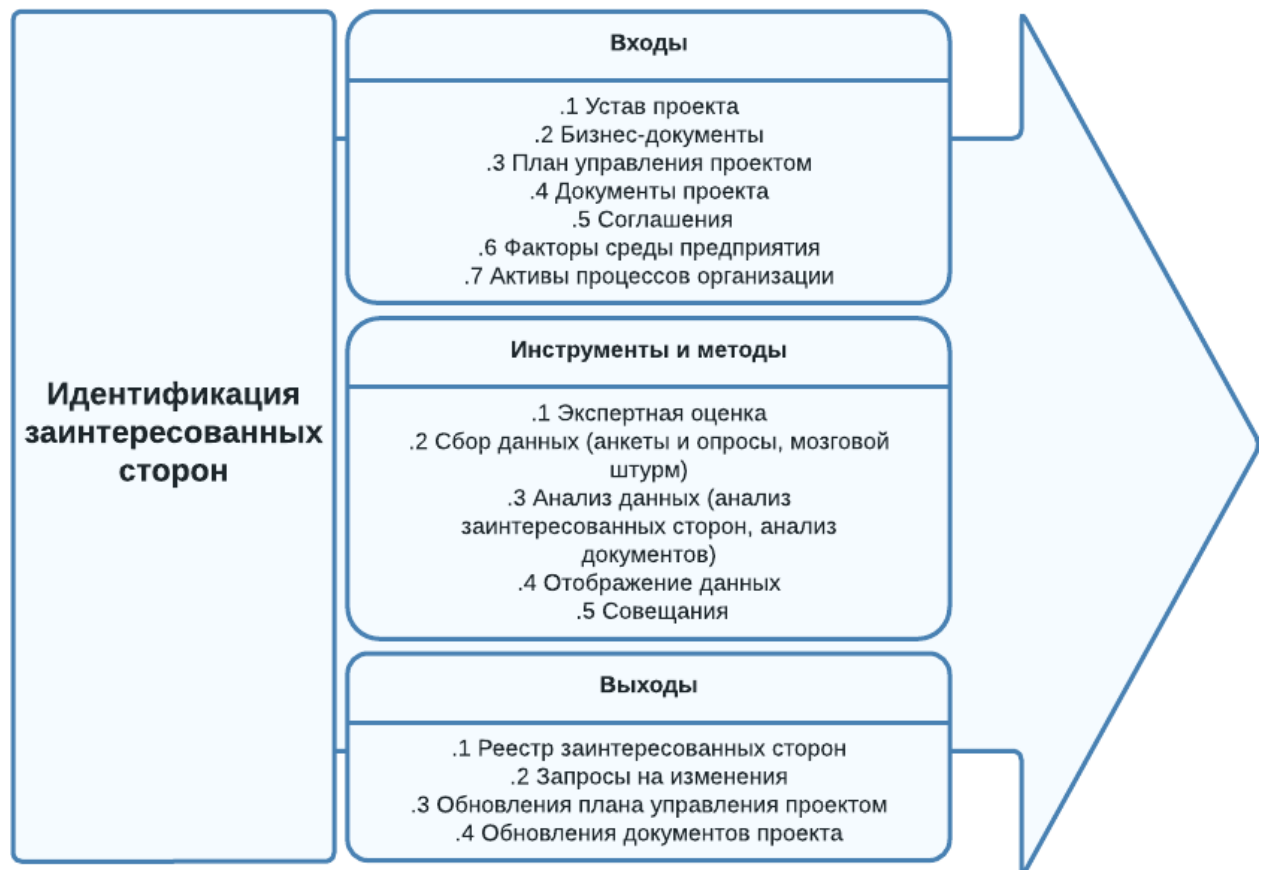 Идентификация
заинтересованных
сторон
Входы
.1 Устав проекта
.2 Бизнес-документы
.3 План управления проектом
.4 Документы проекта
.5 Соглашения
.6 Факторы среды предприятия
.7 Активы процессов организации
Инструменты и методы
.1 Экспертная оценка
.2 Сбор данных (анкеты и опросы, мозговой
штурм)
.3 Анализ данных (анализ
заинтересованных сторон, анализ
документов)
.4 Отображение данных
.5 Совещания
Выходы
.1 Реестр заинтересованных сторон
.2 Запросы на изменения
.3 Обновления плана управления проектом
.4 Обновления документов проекта